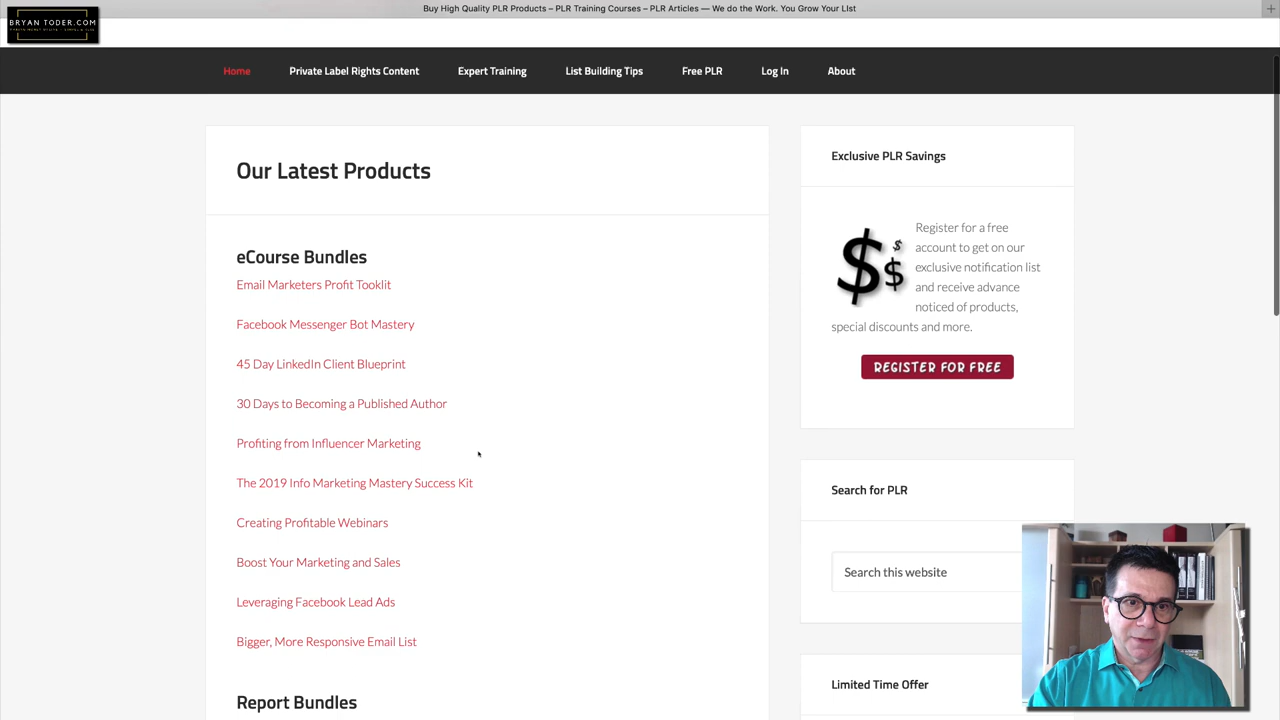 Buy High Quality PLR Products – PLR Training Courses – PLR Articles — We do the Work. You Grow Your LIst
BRYAN TODER.COM
Home
Private Label Rights Content
Expert Training
List Building Tips
Free PLR
Log In
About
Our Latest Products
eCourse Bundles
Email Marketers Profit Tooklit
Facebook Messenger Bot Mastery
45 Day LinkedIn Client Blueprint
30 Days to Becoming a Published Author
Profiting from Influencer Marketing
The 2019 Info Marketing Mastery Success Kit
Creating Profitable Webinars
Boost Your Marketing and Sales
Leveraging Facebook Lead Ads
Bigger, More Responsive Email List
Report Bundles
Exclusive PLR Savings
$
$
$
Register for a free
account to get on our
exclusive notification list
and receive advance
noticed of products,
special discounts and more.
REGISTER FOR FREE
Search for PLR
Search this website
Limited Time Offer